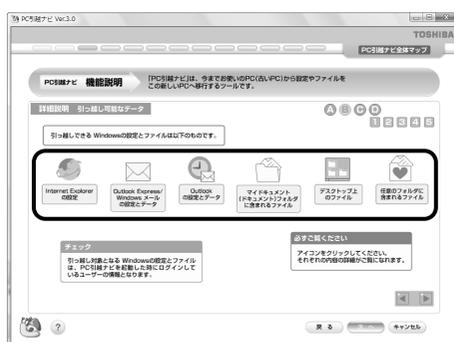 PC引越ナビ Ver.3.0
TOSHIBA
PC引越ナビ全体マップ
PC引越ナビ 機能説明
「PC引越ナビ」は、今までお使いのPC(古いPC)から設定やファイルを
この新しいPCへ移行するツールです。
詳細説明 引っ越し可能なデータ
A B C D
1 2 3 4 5
引っ越しできる Windowsの設定とファイルは以下のものです。
Internet Explorer
の設定
Outlook Express/
Windows メール
の設定とデータ
Outlook
の設定とデータ
マイドキュメント
(ドキュメント)フォルダ
に含まれるファイル
デスクトップ上
のファイル
任意のフォルダに
含まれるファイル
チェック
引っ越し対象となる Windowsの設定とファイル
は、PC引越ナビを起動した時にログインして
いるユーザーの情報となります。
必ずご覧ください
アイコンをクリックしてください。
それぞれの内容の詳細がご覧になれます。
?
戻 る
次 へ
キャンセル